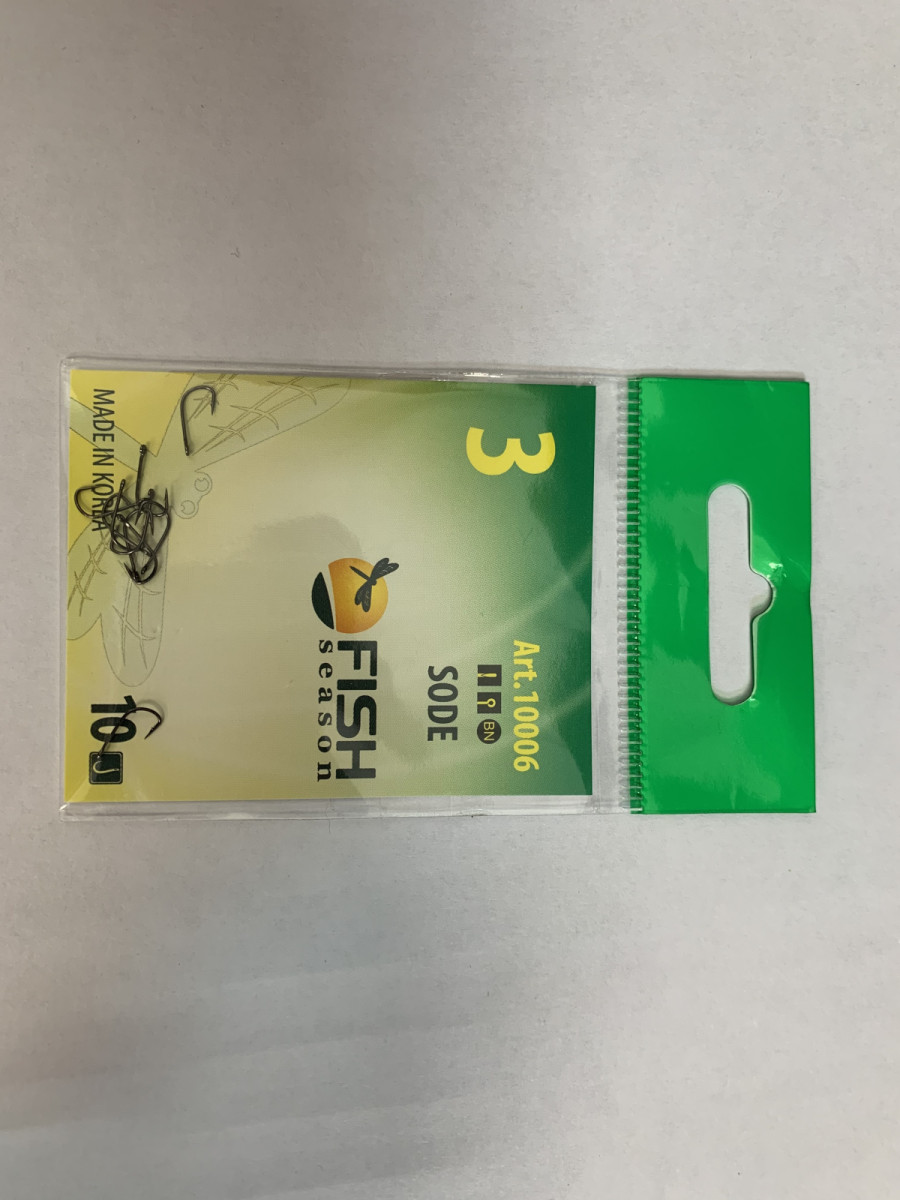 3
Art.10006
BN
SODE
FISH
season
MADE IN KOREA
10